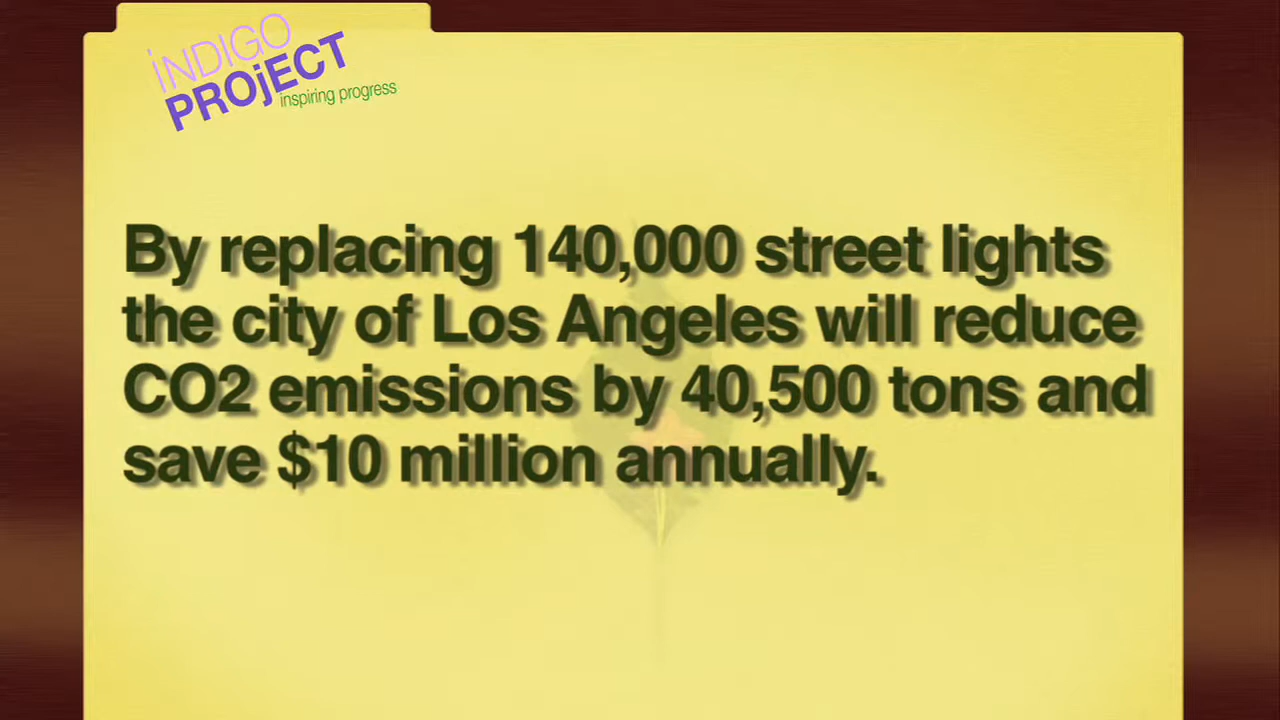 iNDIGO
PROjECT
inspiring progress
By replacing 140,000 street lights
the city of Los Angeles will reduce
CO2 emissions by 40,500 tons and
save $10 million annually.